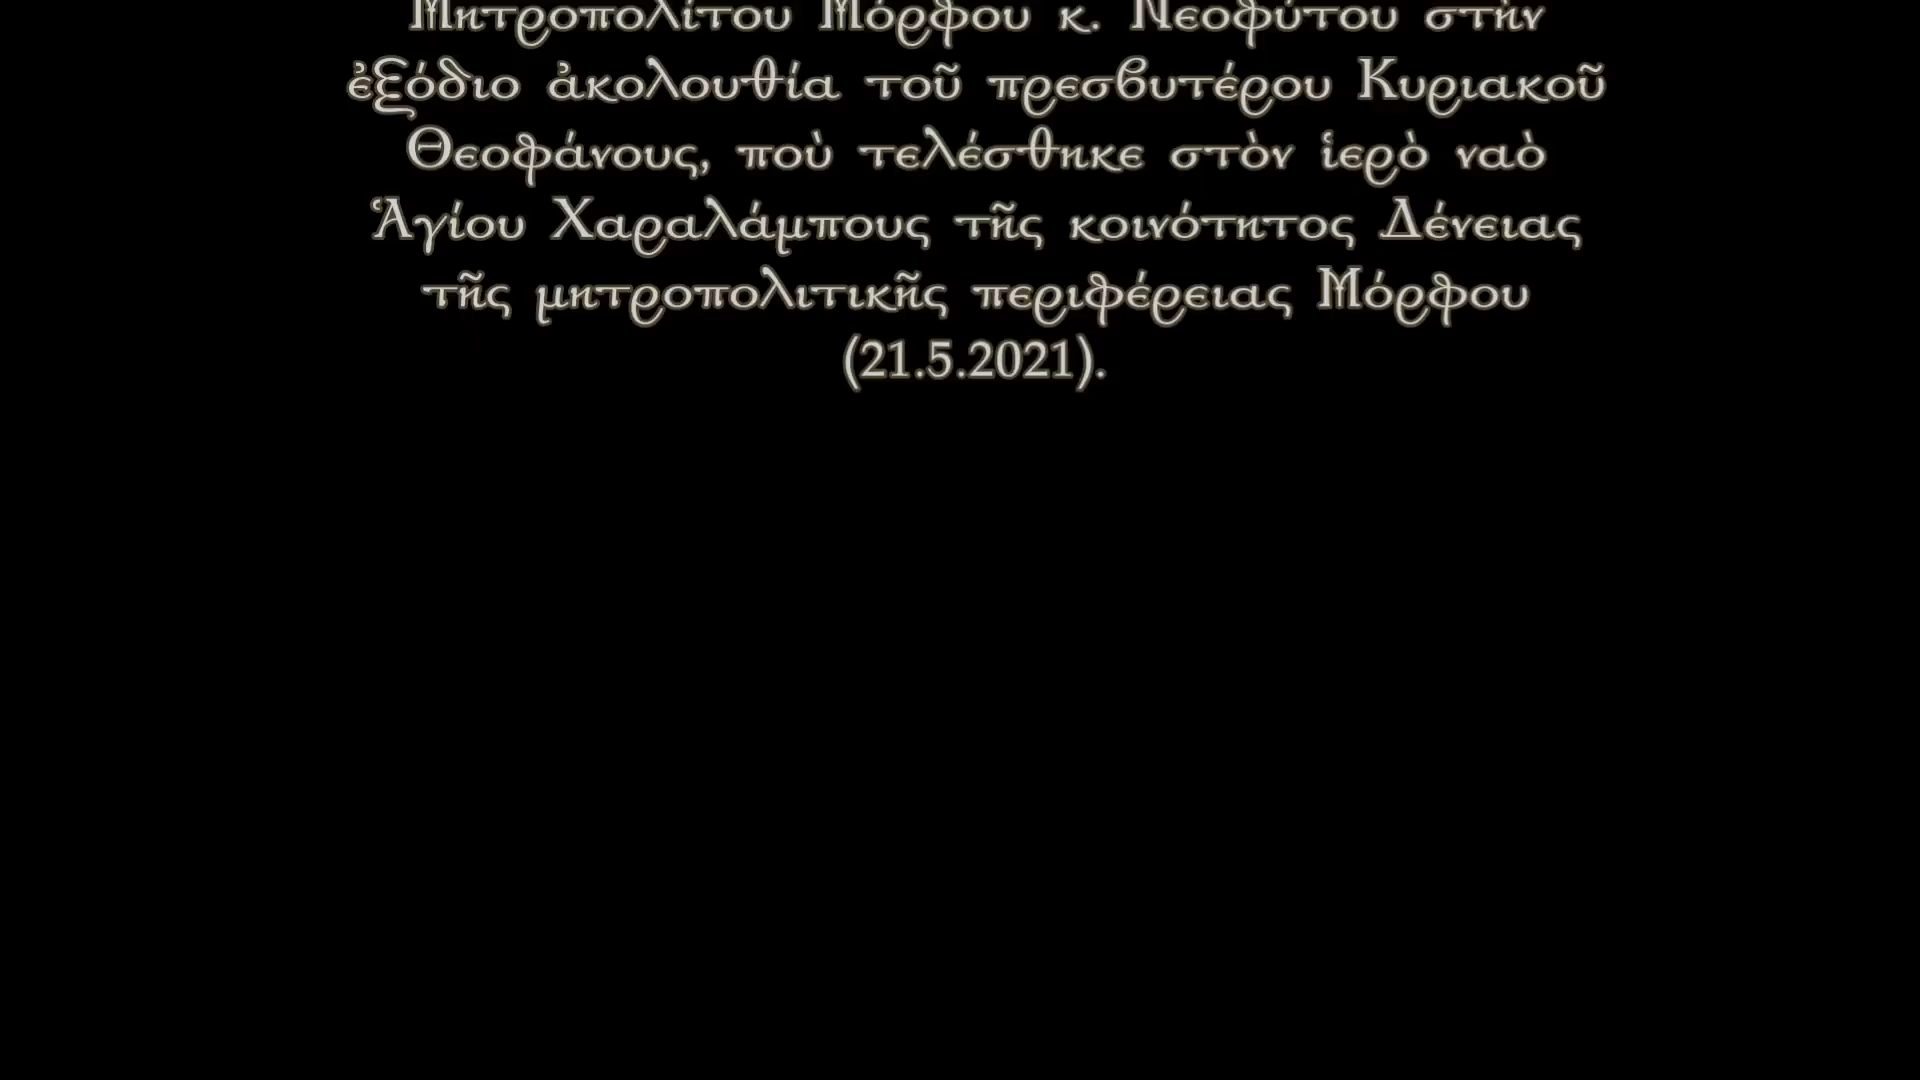 Μητροπολίτου Μόρφου κ. Νεοφύτου στὴν
ἐξόδιο ἀκολουθία τοῦ πρεσβυτέρου Κυριακοῦ
Θεοφάνους, ποὺ τελέσθηκε στὸν ἱερὸ ναὸ
Ἁγίου Χαραλάμπους τῆς κοινότητος Δένειας
τῆς μητροπολιτικῆς περιφέρειας Μόρφου
(21.5.2021).